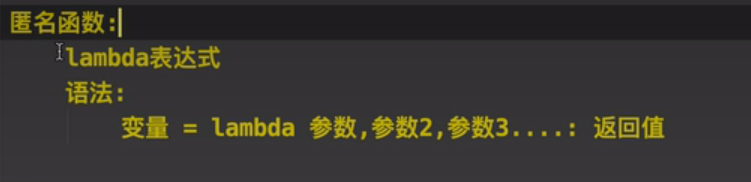 匿名函数:
lambda表达式
语法:
变量 = lambda 参数,参数2,参数3....: 返回值